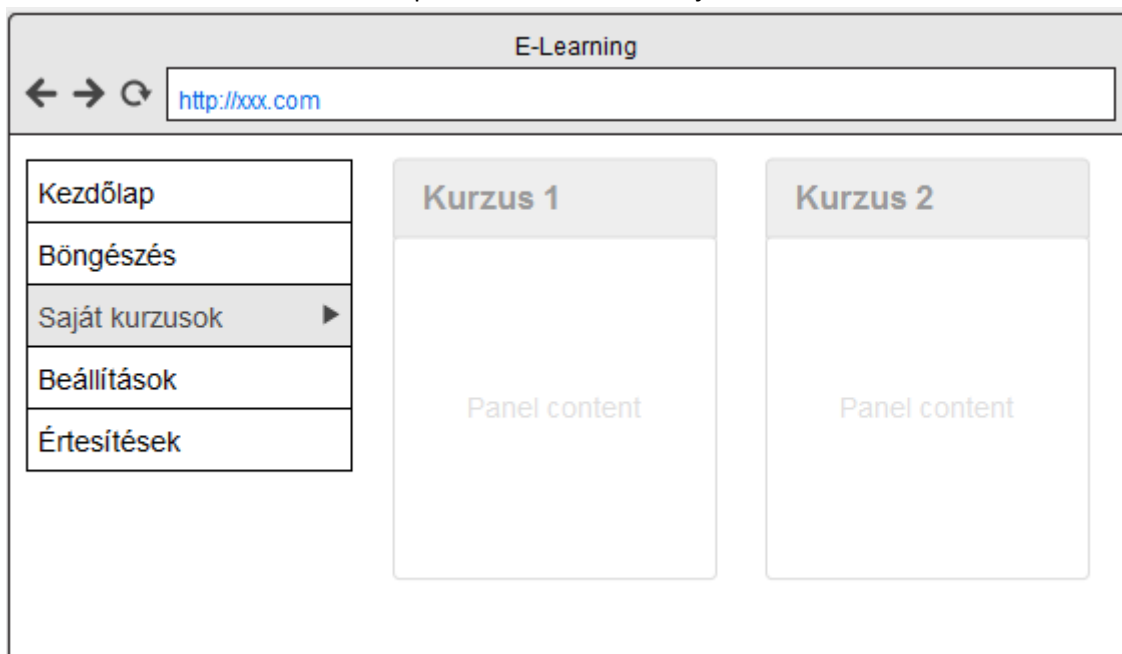 E-Learning
http://xxx.com
Kezdőlap
Böngészés
Saját kurzusok
Beállítások
Értesítések
Kurzus 1
Panel content
Kurzus 2
Panel content